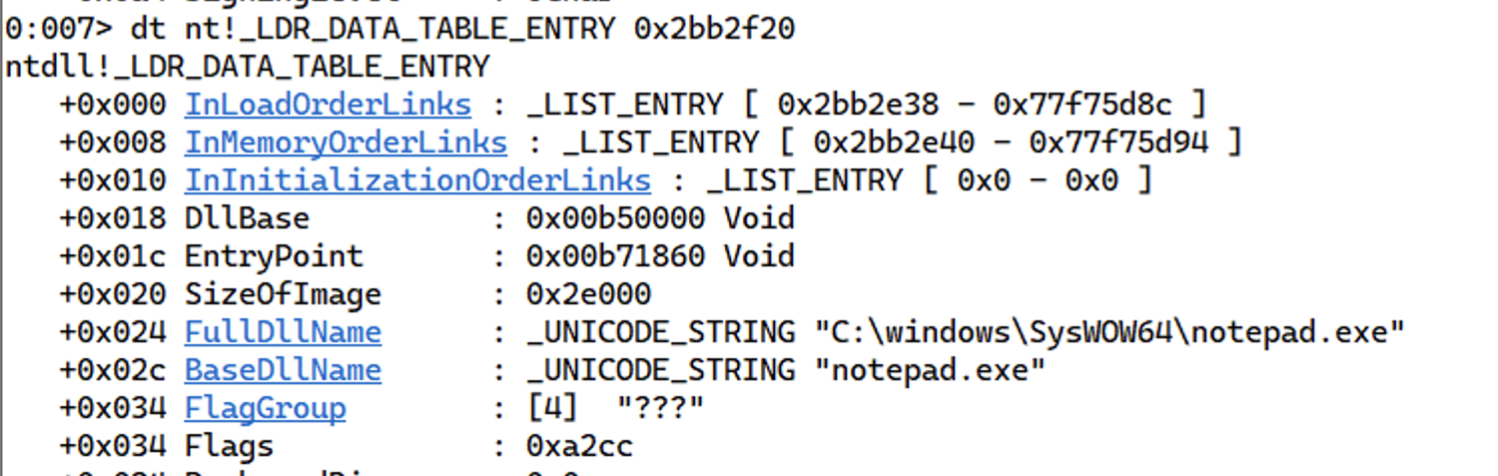 0:007> dt nt!_LDR_DATA_TABLE_ENTRY 0x2bb2f20
ntdll!_LDR_DATA_TABLE_ENTRY
   +0x000 InLoadOrderLinks : _LIST_ENTRY [ 0x2bb2e38 - 0x77f75d8c ]
   +0x008 InMemoryOrderLinks : _LIST_ENTRY [ 0x2bb2e40 - 0x77f75d94 ]
   +0x010 InInitializationOrderLinks : _LIST_ENTRY [ 0x0 - 0x0 ]
   +0x018 DllBase          : 0x00b50000 Void
   +0x01c EntryPoint       : 0x00b71860 Void
   +0x020 SizeOfImage      : 0x2e000
   +0x024 FullDllName      : _UNICODE_STRING "C:\windows\SysWOW64\notepad.exe"
   +0x02c BaseDllName      : _UNICODE_STRING "notepad.exe"
   +0x034 FlagGroup        : [4]  "???"
   +0x034 Flags            : 0xa2cc